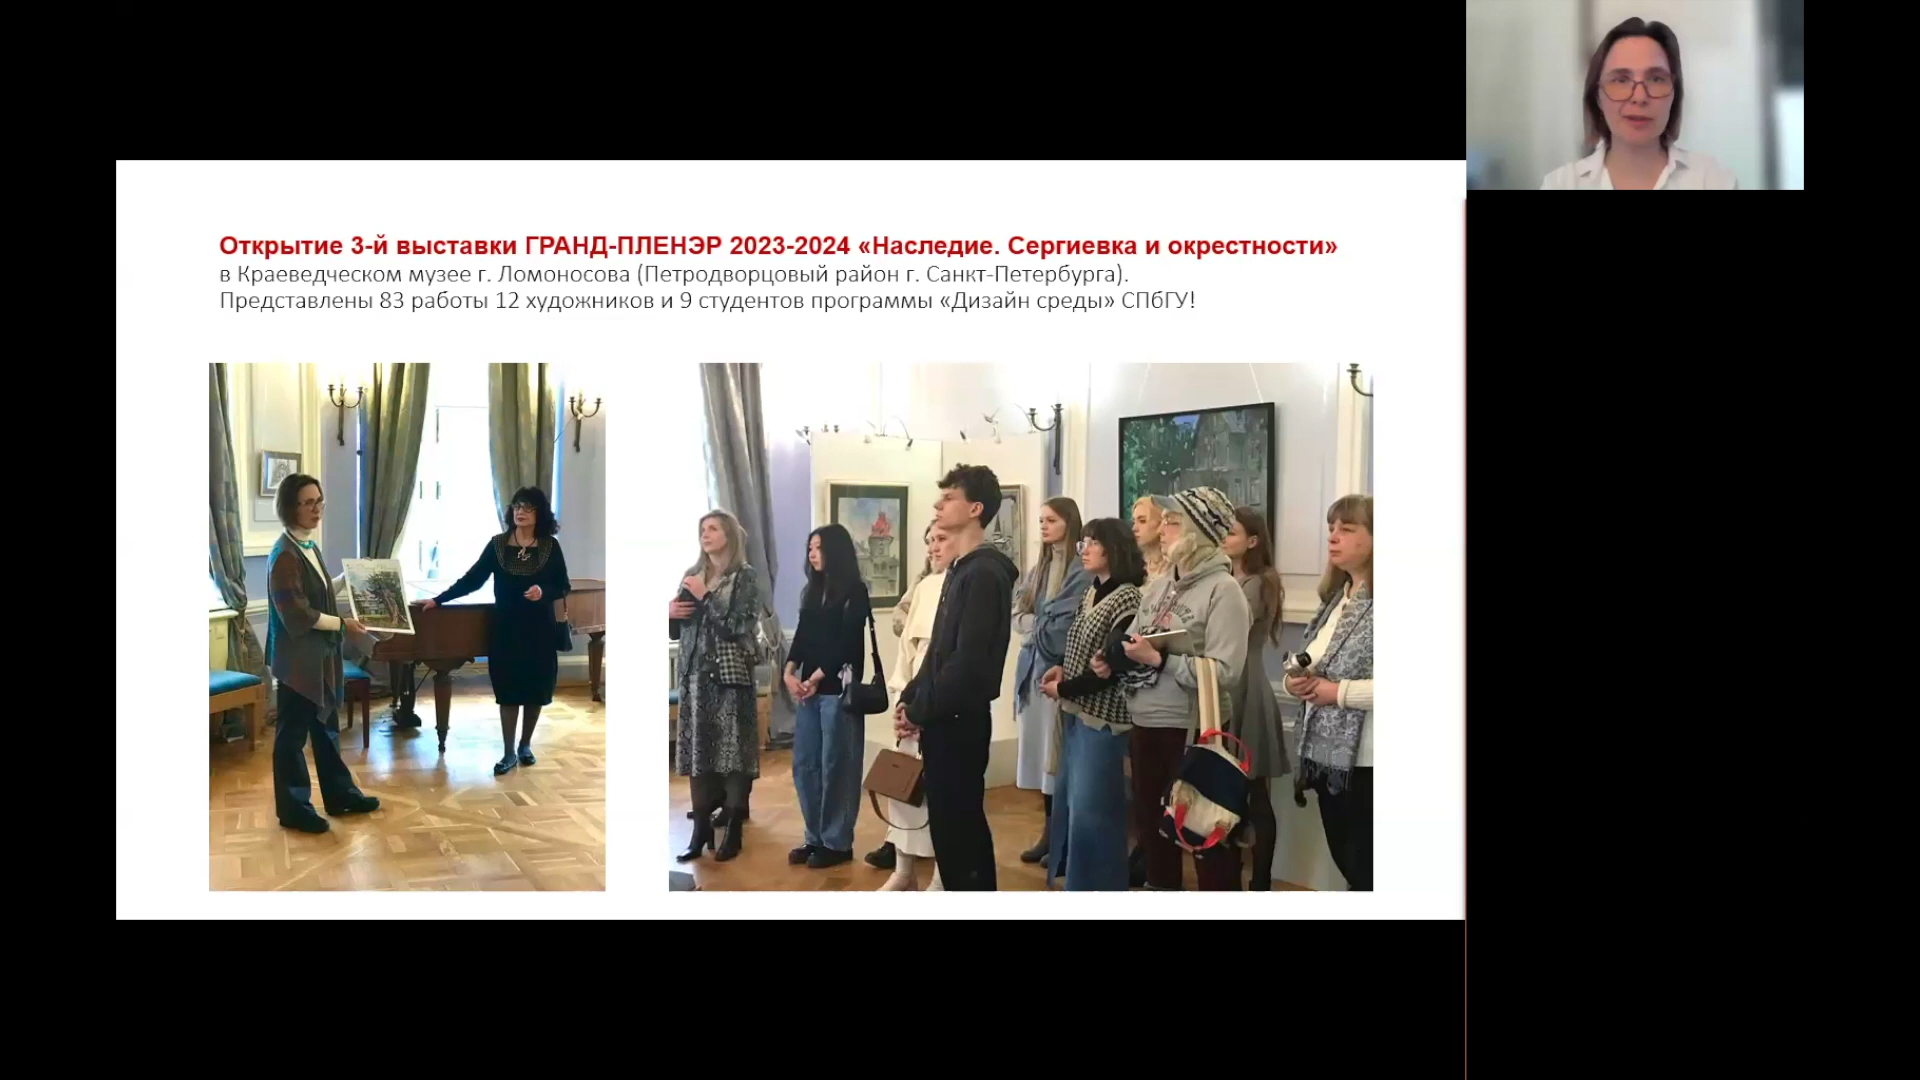 Открытие 3-й выставки ГРАНД-ПЛЕНЭР 2023-2024 «Наследие. Сергиевка и окрестности»
в Краеведческом музее г. Ломоносова (Петродворцовый район г. Санкт-Петербурга).
Представлены 83 работы 12 художников и 9 студентов программы «Дизайн среды» СПбГУ!